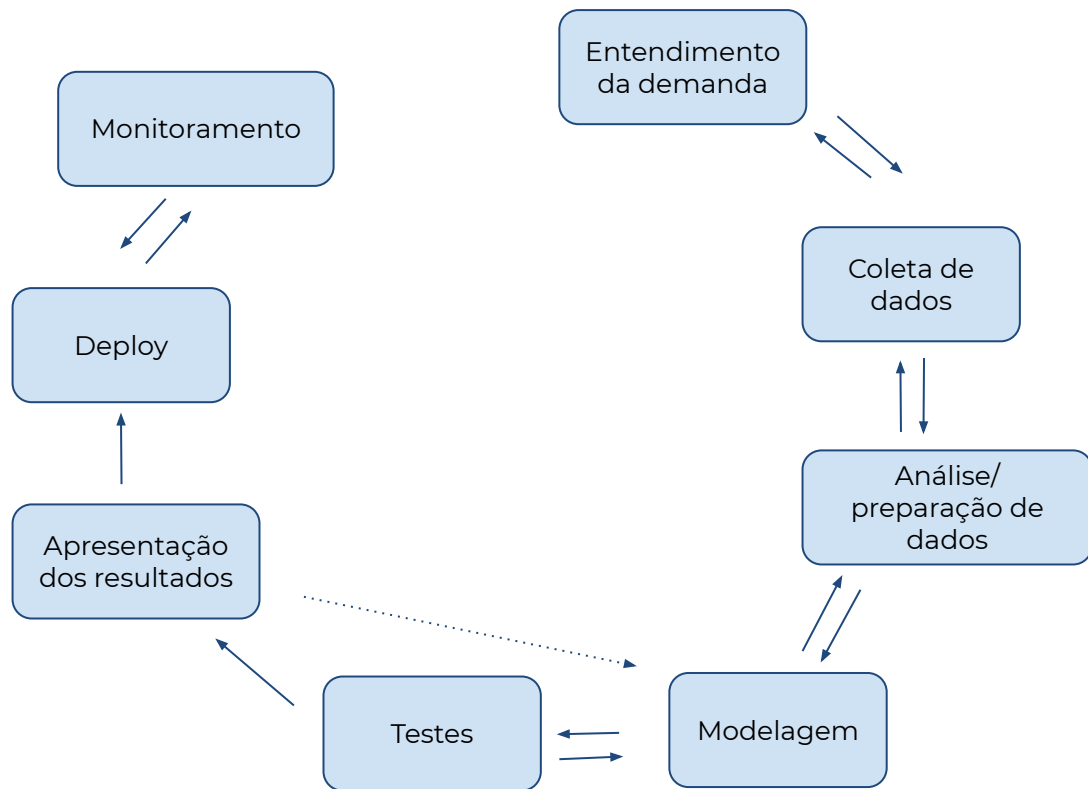 Entendimento
da demanda
Monitoramento
Coleta de
dados
Deploy
Análise/
preparação de
dados
Apresentação
dos resultados
Modelagem
Testes